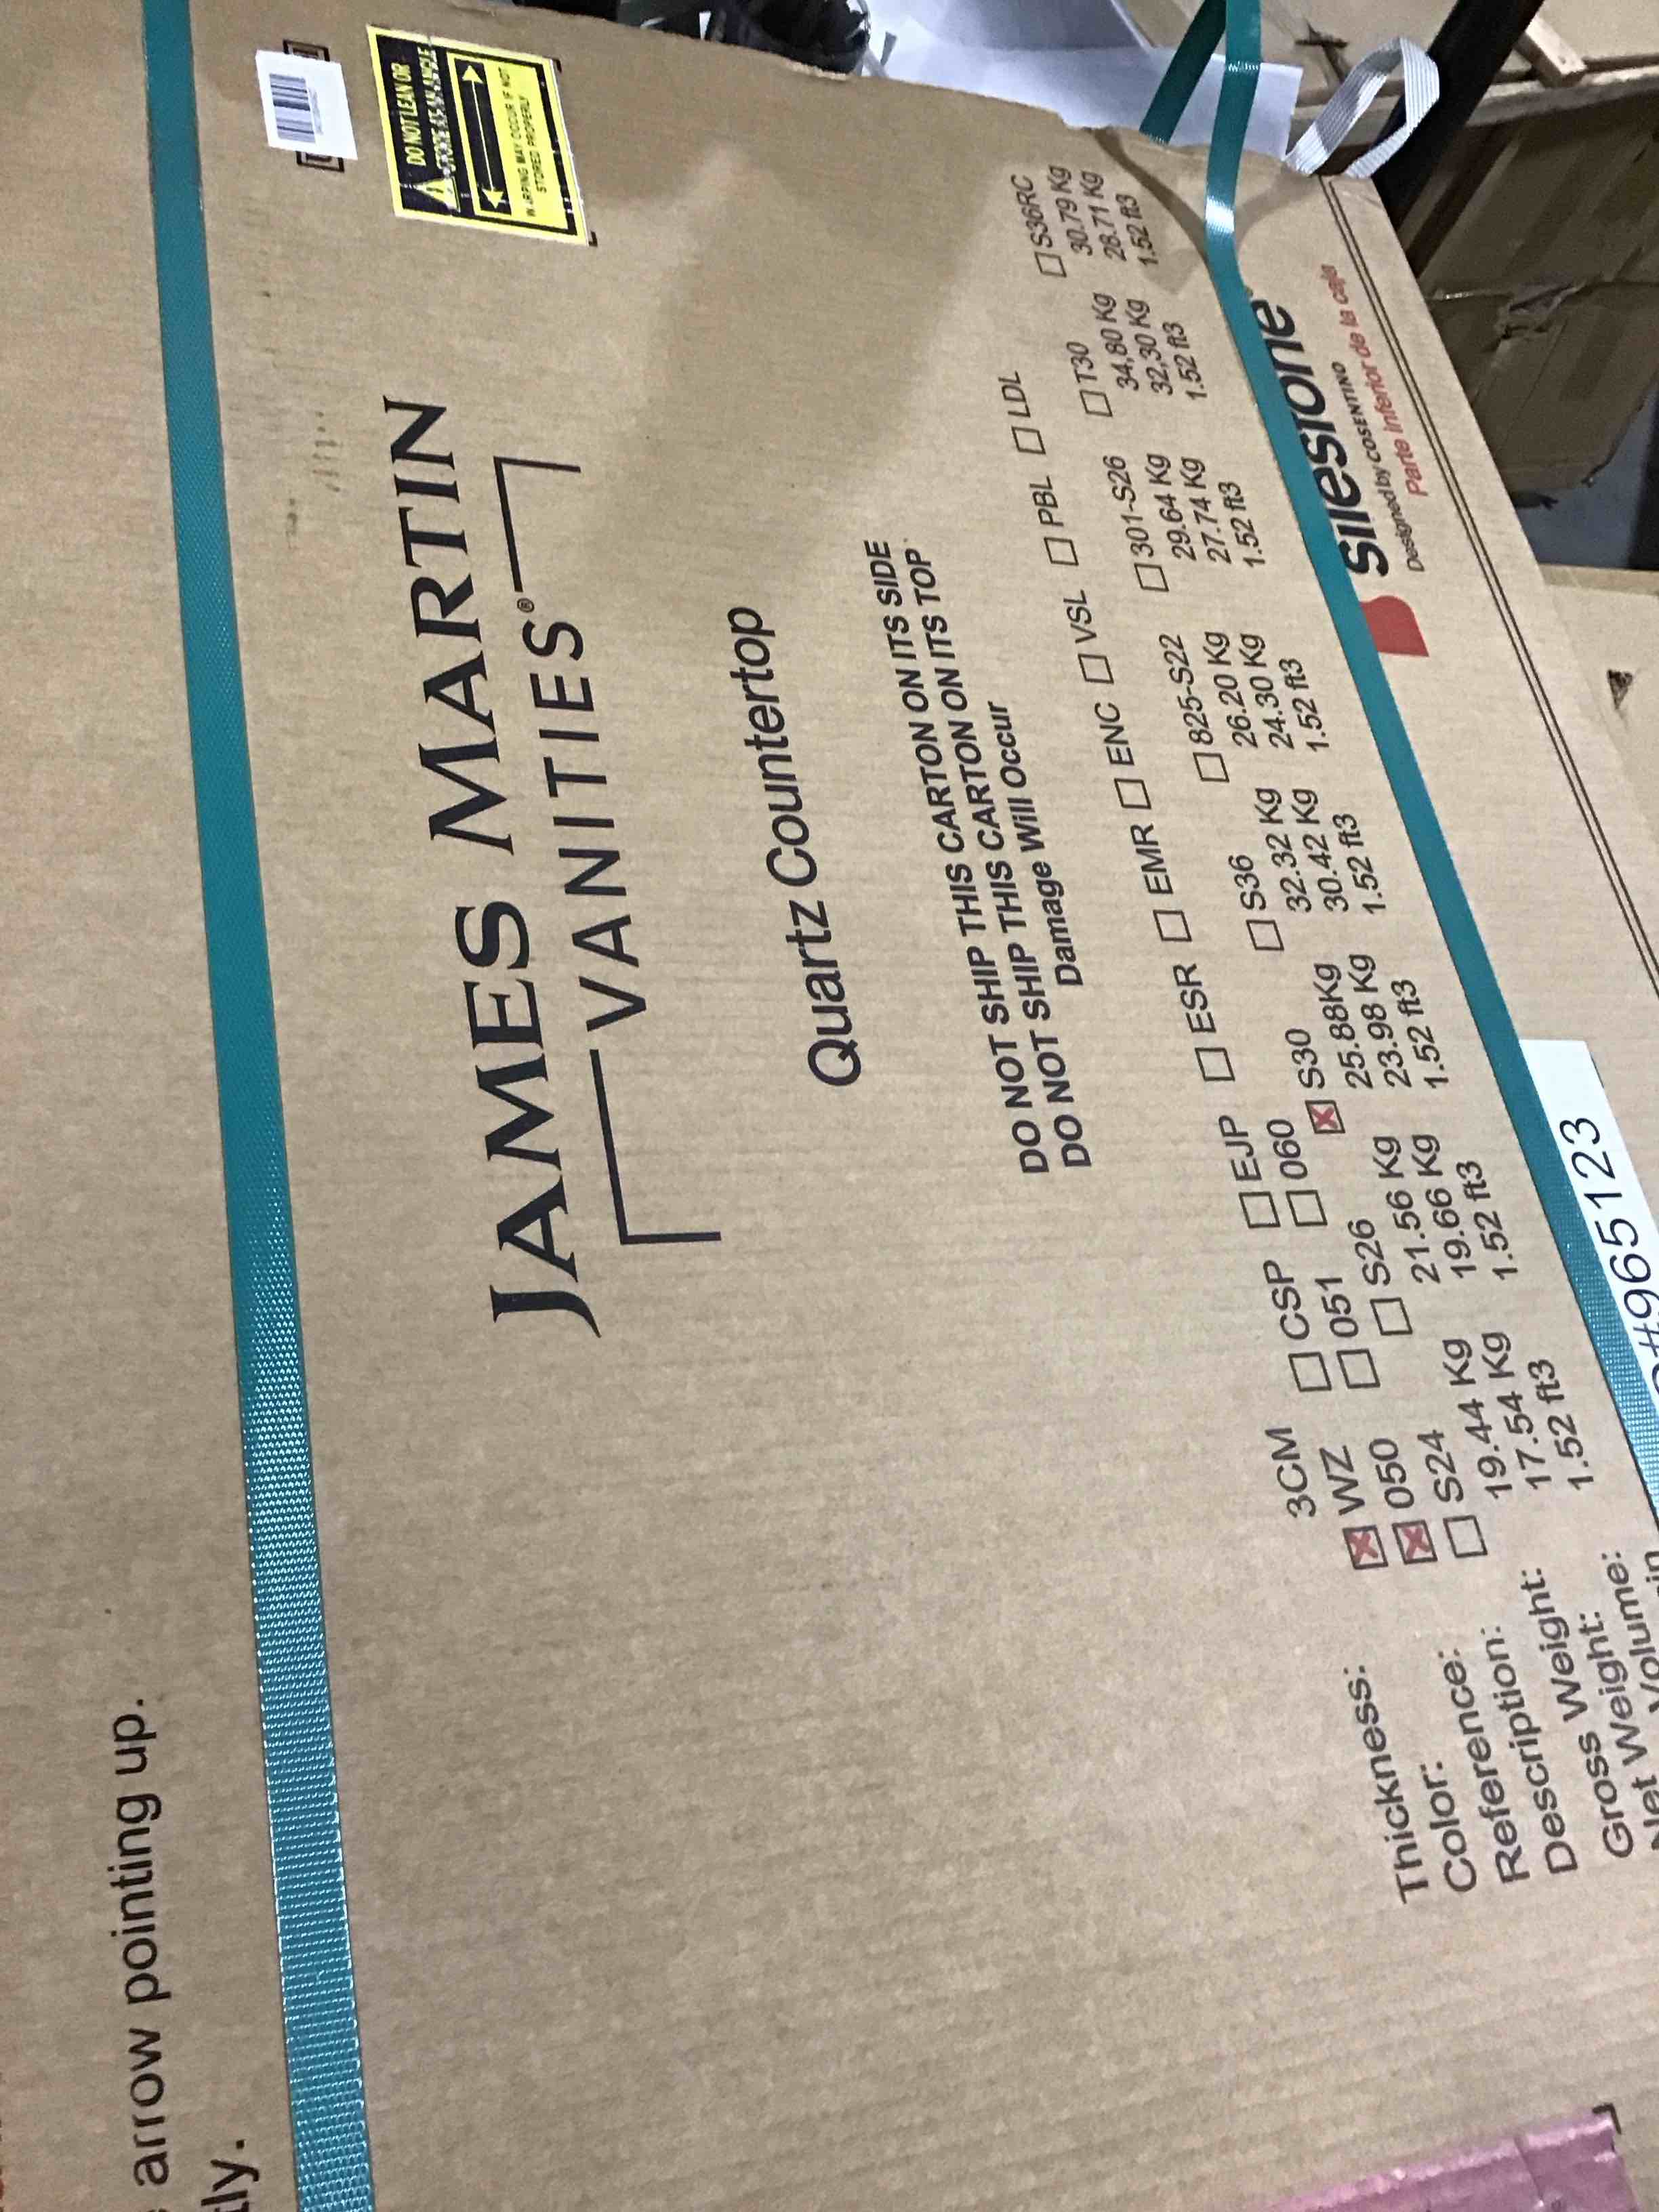 arrow pointing up.
tly.
DO NOT LEAN OR
WARPING MAY OCCUR IF NOT
STORED PROPERLY
JAMES MARTIN
VANITIES®
Quartz Countertop
DO NOT SHIP THIS CARTON ON ITS SIDE
DO NOT SHIP THIS CARTON ON ITS TOP
Damage Will Occur
Thickness: 3CM
Color: WZ CSP EJP ESR EMR ENC VSL PBL LDL
Reference: 050 051 060
Description: S24 S26 S30 S36 825-S22 301-S26 T30 S36RC
Gross Weight: 19.44 Kg 21.56 Kg 25.88Kg 32.32 Kg 26.20 Kg 29.64 Kg 34,80 Kg 30.79 Kg
Net Weight: 17.54 Kg 19.66 Kg 23.98 Kg 30.42 Kg 24.30 Kg 27.74 Kg 32,30 Kg 28.71 Kg
Volume: 1.52 ft3 1.52 ft3 1.52 ft3 1.52 ft3 1.52 ft3 1.52 ft3 1.52 ft3 1.52 ft3
#965123
silestone
Designed by COSENTINO
Parte inferior de la caja